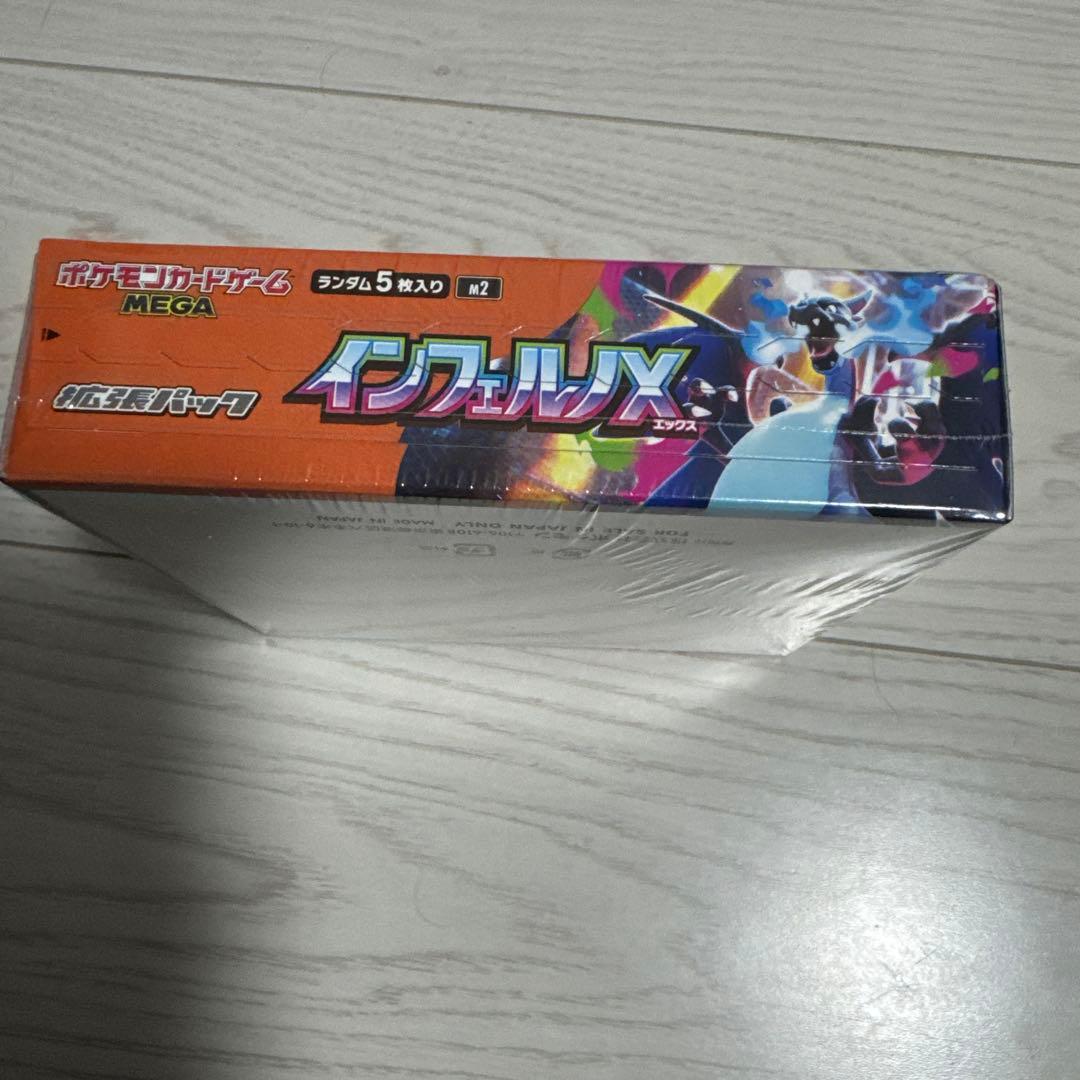 ポケモンカードゲーム
MEGA
ランダム5枚入り
M2
拡張パック
インフェルノX
エックス
FOR SALE IN JAPAN ONLY
MADE IN JAPAN